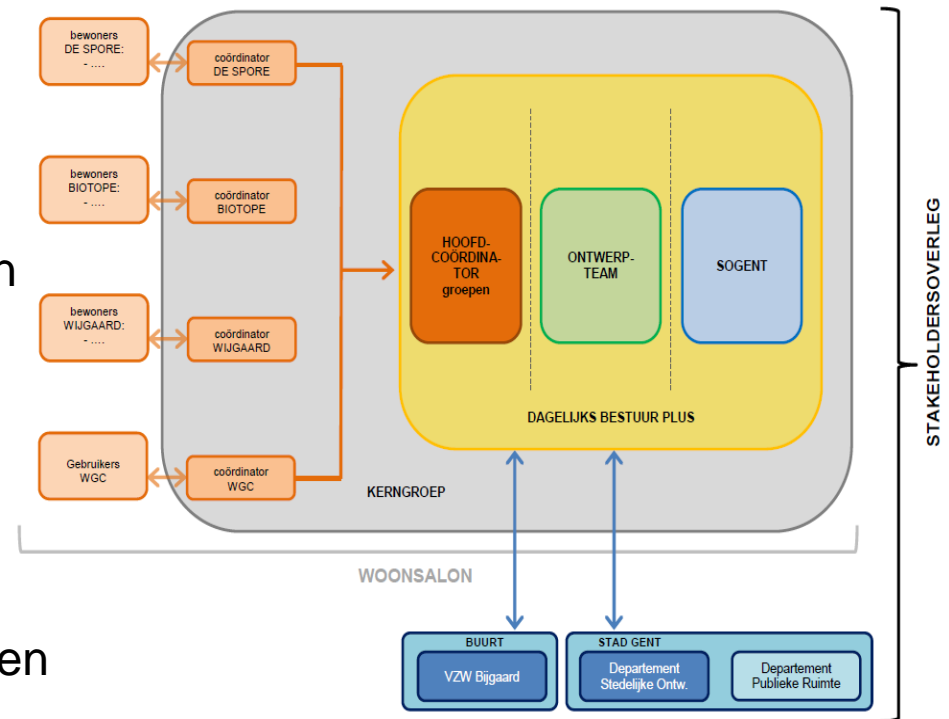 bewoners
DE SPORE:
- ....
coördinator
DE SPORE
bewoners
BIOTOPE:
- ....
coördinator
BIOTOPE
n
bewoners
WIJGAARD:
- ....
coördinator
WIJGAARD
Gebruikers
WGC
coördinator
WGC
HOOFD-
COÖRDINA-
TOR
groepen
ONTWERP-
TEAM
SOGENT
DAGELIJKS BESTUUR PLUS
KERNGROEP
WOONSALON
STAKEHOLDERSOVERLEG
en
BUURT
VZW Bijgaard
STAD GENT
Departement
Stedelijke Ontw.
Departement
Publieke Ruimte